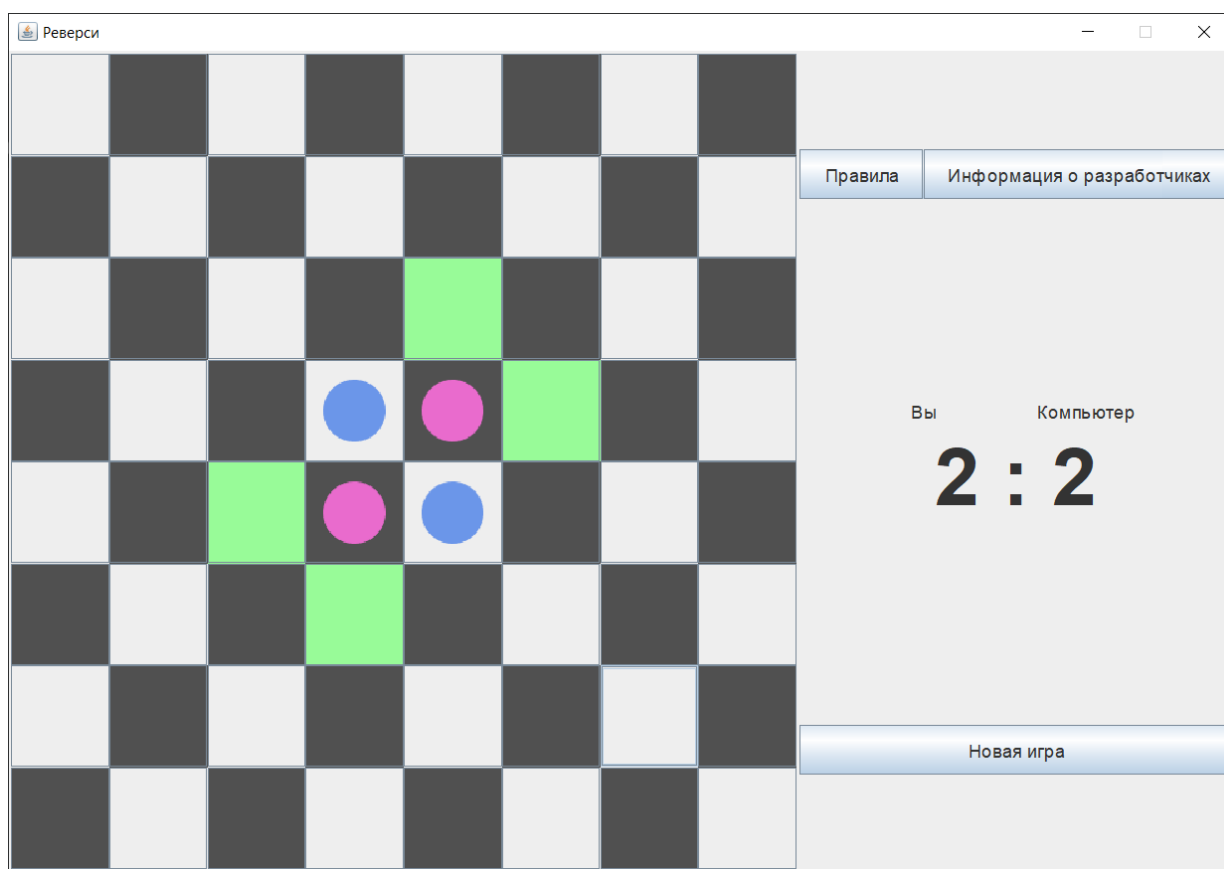 Реверси
Правила
Информация о разработчиках
Вы
Компьютер
2 : 2
Новая игра